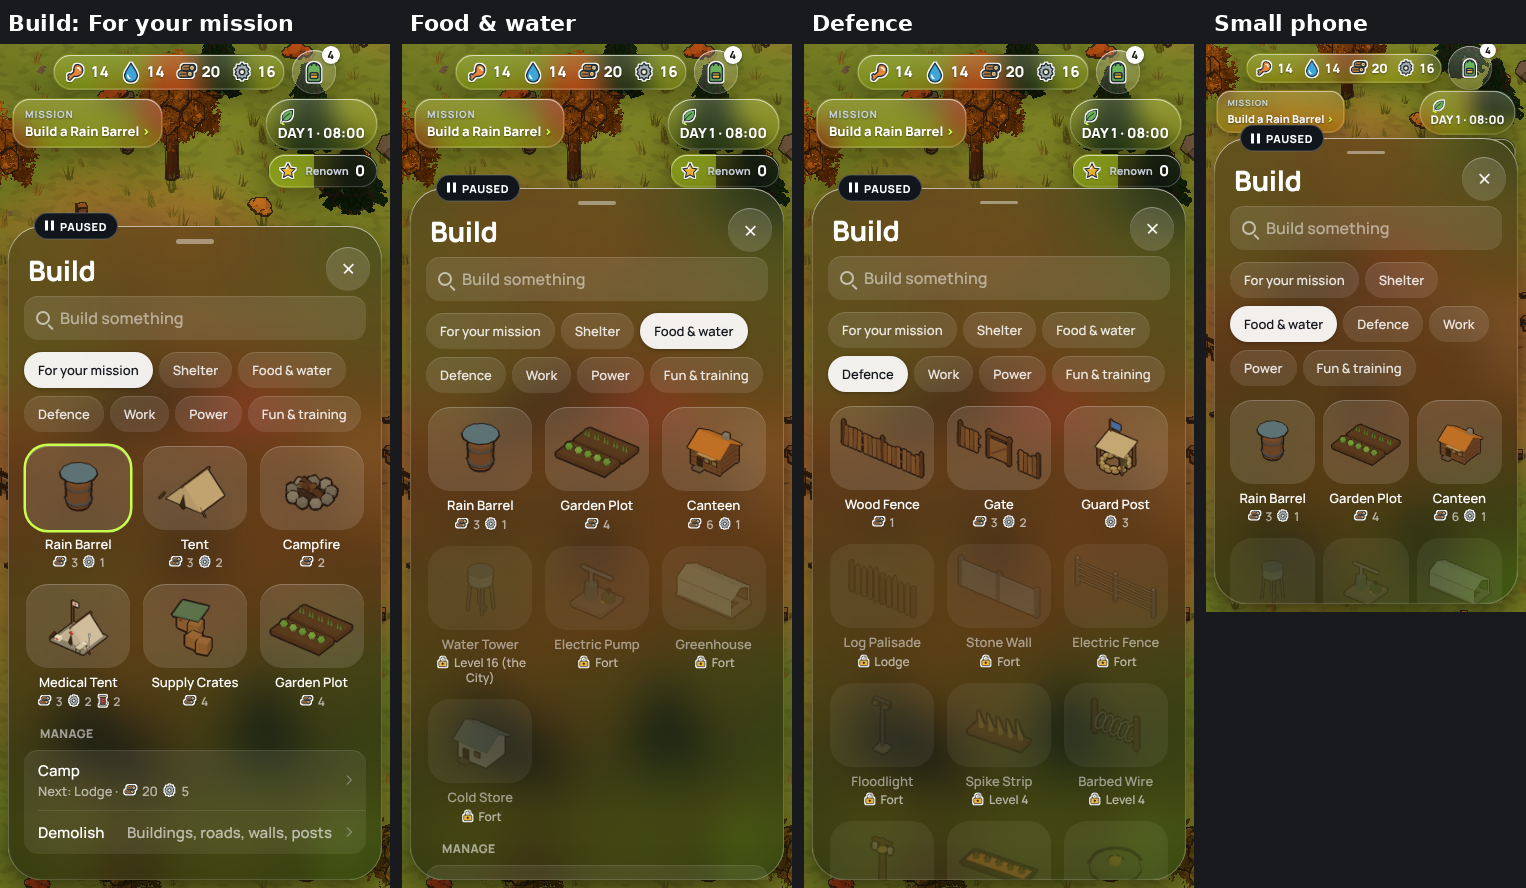 Build: For your mission
14 14 20 16 4
MISSION
Build a Rain Barrel ›
DAY 1 · 08:00
Renown 0
PAUSED
Build
Build something
For your mission Shelter Food & water
Defence Work Power Fun & training
Rain Barrel Tent Campfire
3 1 3 2 2
Medical Tent Supply Crates Garden Plot
3 2 2 4 4
MANAGE
Camp
Next: Lodge · 20 5
Demolish Buildings, roads, walls, posts
Food & water
14 14 20 16 4
MISSION
Build a Rain Barrel ›
DAY 1 · 08:00
Renown 0
PAUSED
Build
Build something
For your mission Shelter Food & water
Defence Work Power Fun & training
Rain Barrel Garden Plot Canteen
3 1 4 6 1
Water Tower Electric Pump Greenhouse
Level 16 (the Fort Fort
City)
Cold Store
Fort
MANAGE
Defence
14 14 20 16 4
MISSION
Build a Rain Barrel ›
DAY 1 · 08:00
Renown 0
PAUSED
Build
Build something
For your mission Shelter Food & water
Defence Work Power Fun & training
Wood Fence Gate Guard Post
1 3 2 3
Log Palisade Stone Wall Electric Fence
Lodge Fort Fort
Floodlight Spike Strip Barbed Wire
Fort Level 4 Level 4
Small phone
14 14 20 16 4
MISSION
Build a Rain Barrel ›
DAY 1 · 08:00
PAUSED
Build
Build something
For your mission Shelter
Food & water Defence Work
Power Fun & training
Rain Barrel Garden Plot Canteen
3 1 4 6 1